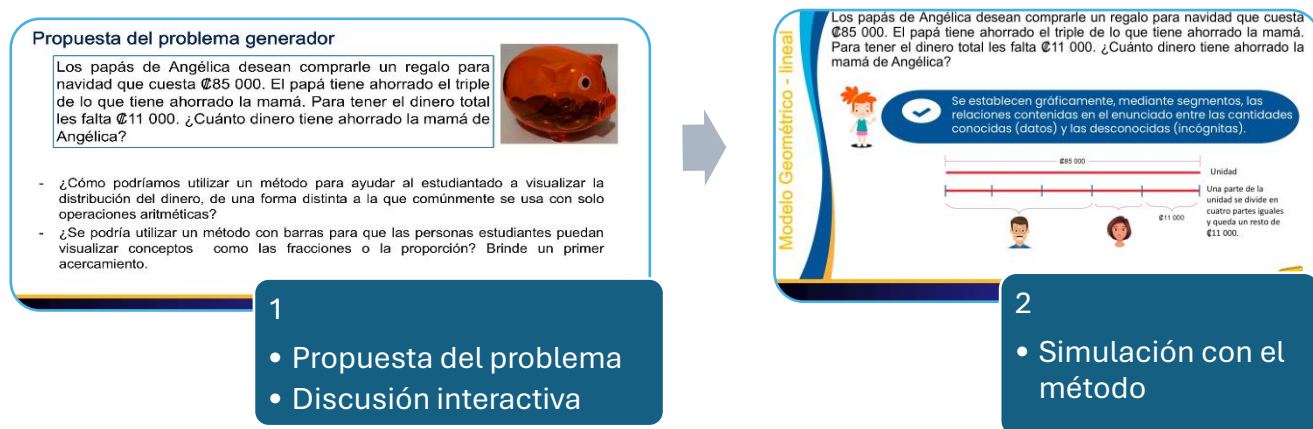 Propuesta del problema generador
Los papás de Angélica desean comprarle un regalo para
navidad que cuesta ₡85 000. El papá tiene ahorrado el triple
de lo que tiene ahorrado la mamá. Para tener el dinero total
les falta ₡11 000. ¿Cuánto dinero tiene ahorrado la mamá de
Angélica?
- ¿Cómo podríamos utilizar un método para ayudar al estudiantado a visualizar la
distribución del dinero, de una forma distinta a la que comúnmente se usa con solo
operaciones aritméticas?
- ¿Se podría utilizar un método con barras para que las personas estudiantes puedan
visualizar conceptos como las fracciones o la proporción? Brinde un primer
acercamiento.
1
• Propuesta del problema
• Discusión interactiva
Modelo Geométrico - lineal
Los papás de Angélica desean comprarle un regalo para navidad que cuesta
₡85 000. El papá tiene ahorrado el triple de lo que tiene ahorrado la mamá.
Para tener el dinero total les falta ₡11 000. ¿Cuánto dinero tiene ahorrado la
mamá de Angélica?
Se establecen gráficamente, mediante segmentos, las
relaciones contenidas en el enunciado entre las cantidades
conocidas (datos) y las desconocidas (incógnitas).
₡85 000
Unidad
Una parte de la
unidad se divide en
cuatro partes iguales
y queda un resto de
₡11 000.
₡11 000
2
• Simulación con el
método